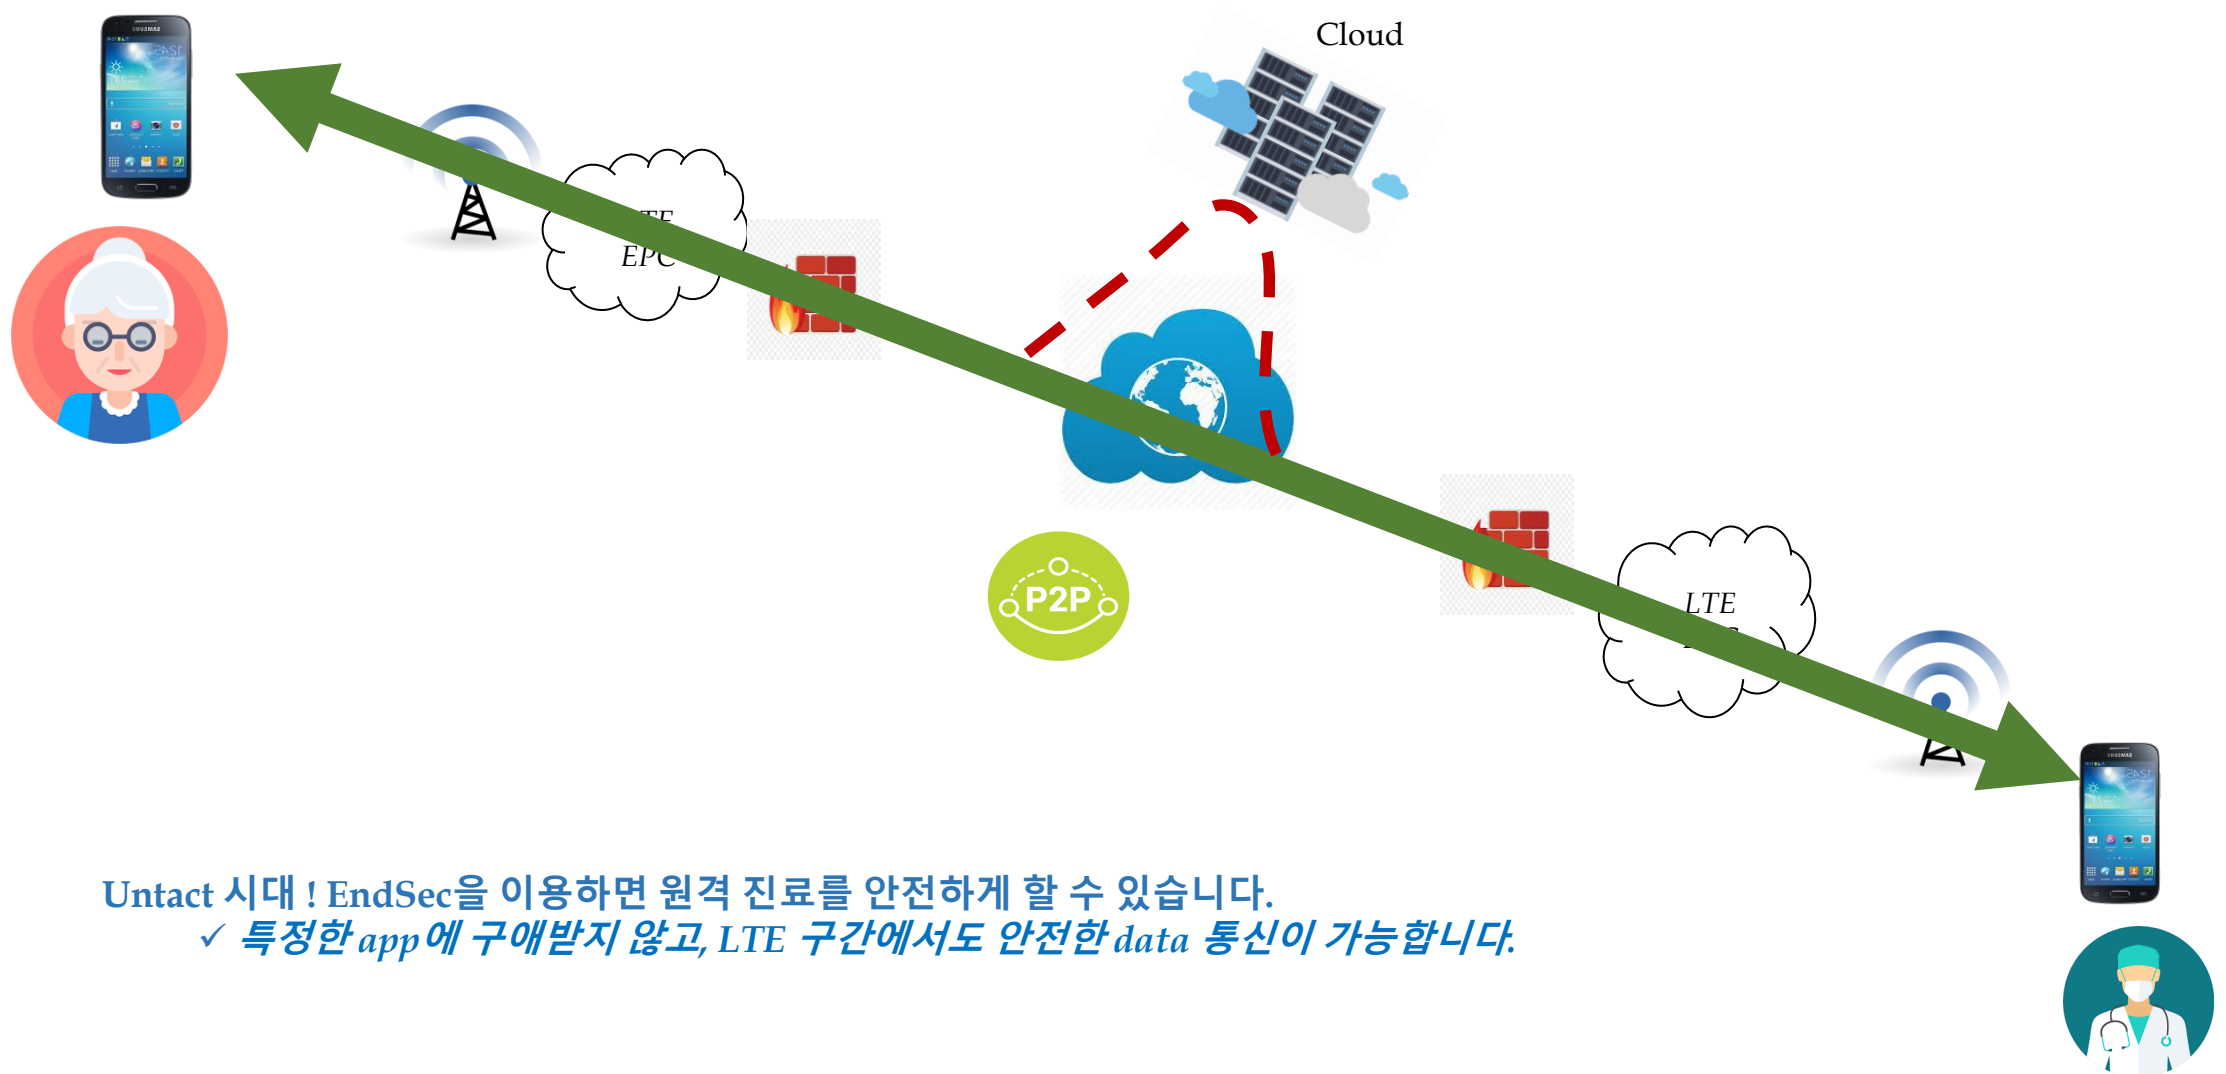 Cloud
EPC
P2P
LTE
Untact 시대 ! EndSec을 이용하면 원격 진료를 안전하게 할 수 있습니다.
✓ 특정한 app에 구애받지 않고, LTE 구간에서도 안전한 data 통신이 가능합니다.